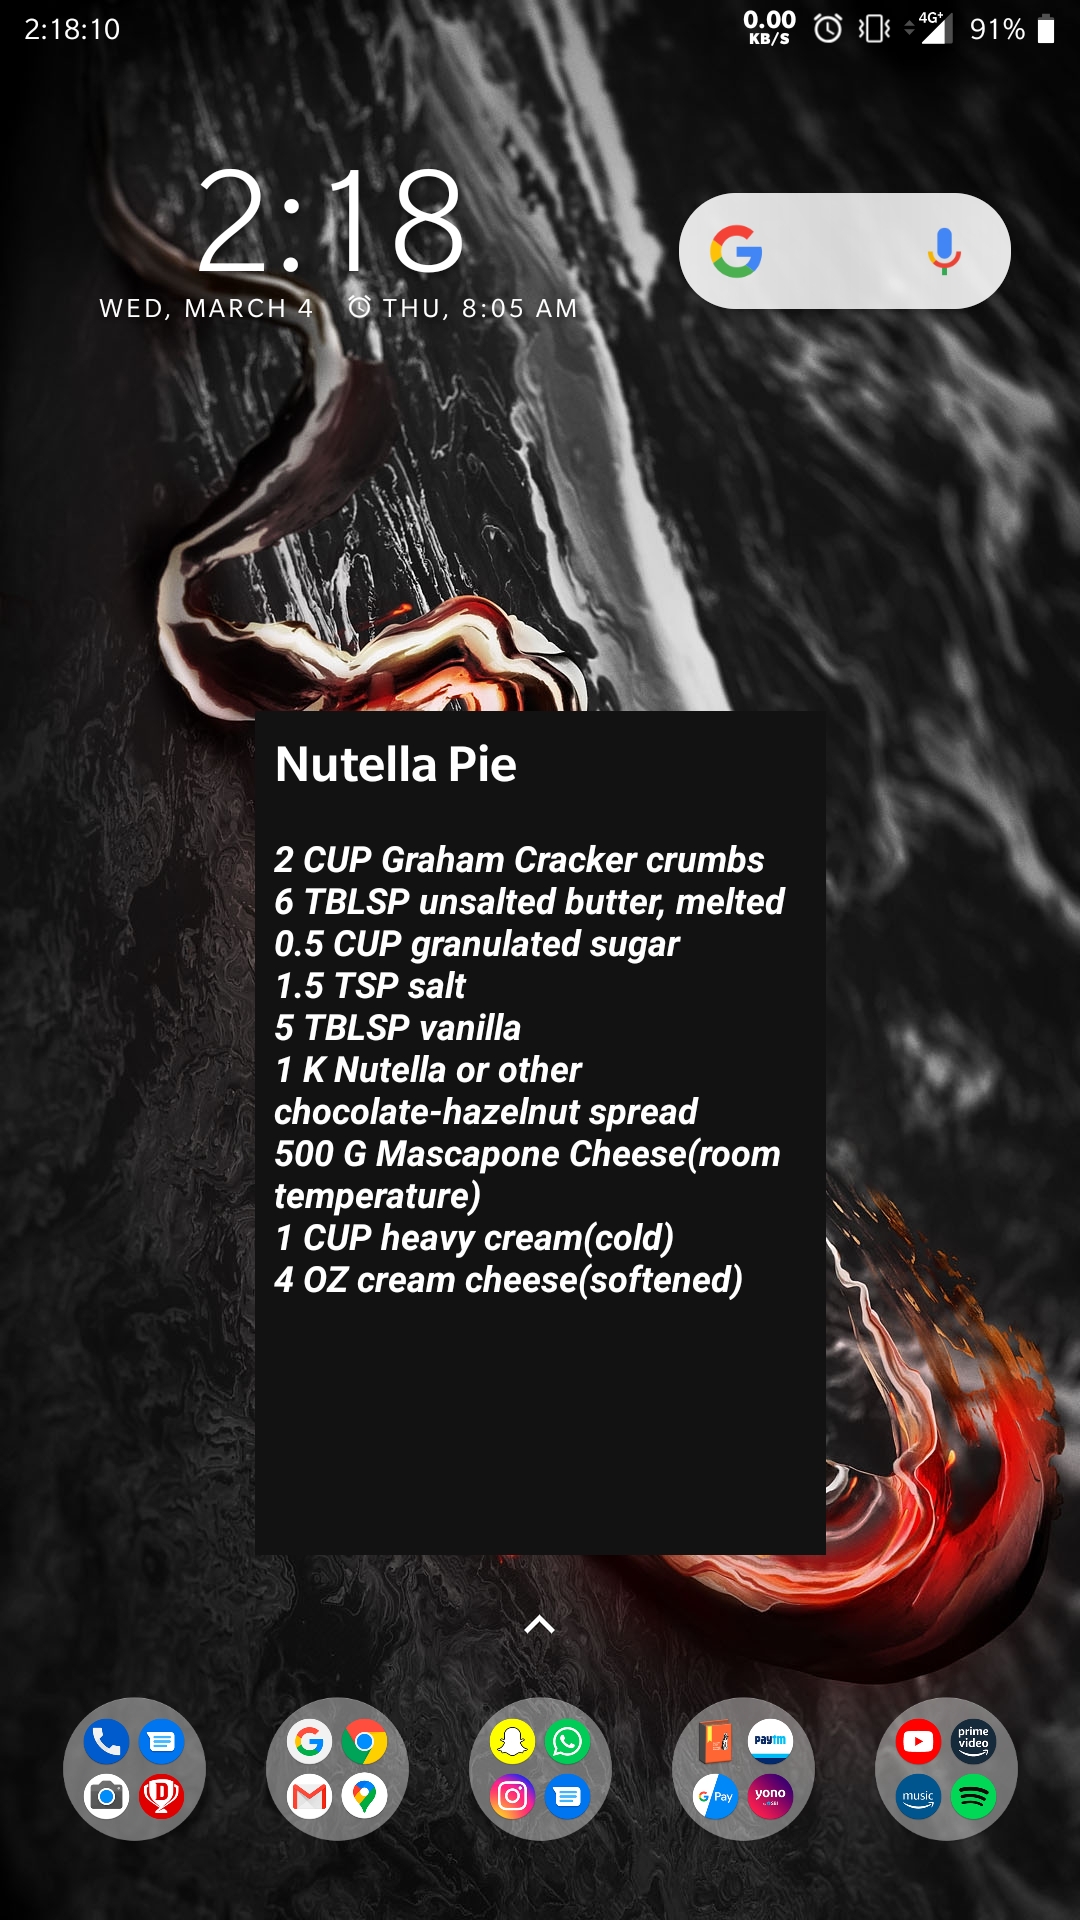 2:18:10
0.00
KB/S
4G+
91%
2:18
WED, MARCH 4 THU, 8:05 AM
Nutella Pie
2 CUP Graham Cracker crumbs
6 TBLSP unsalted butter, melted
0.5 CUP granulated sugar
1.5 TSP salt
5 TBLSP vanilla
1 K Nutella or other
chocolate-hazelnut spread
500 G Mascapone Cheese(room
temperature)
1 CUP heavy cream(cold)
4 OZ cream cheese(softened)
paytm
prime
video
D
G Pay
yono
music